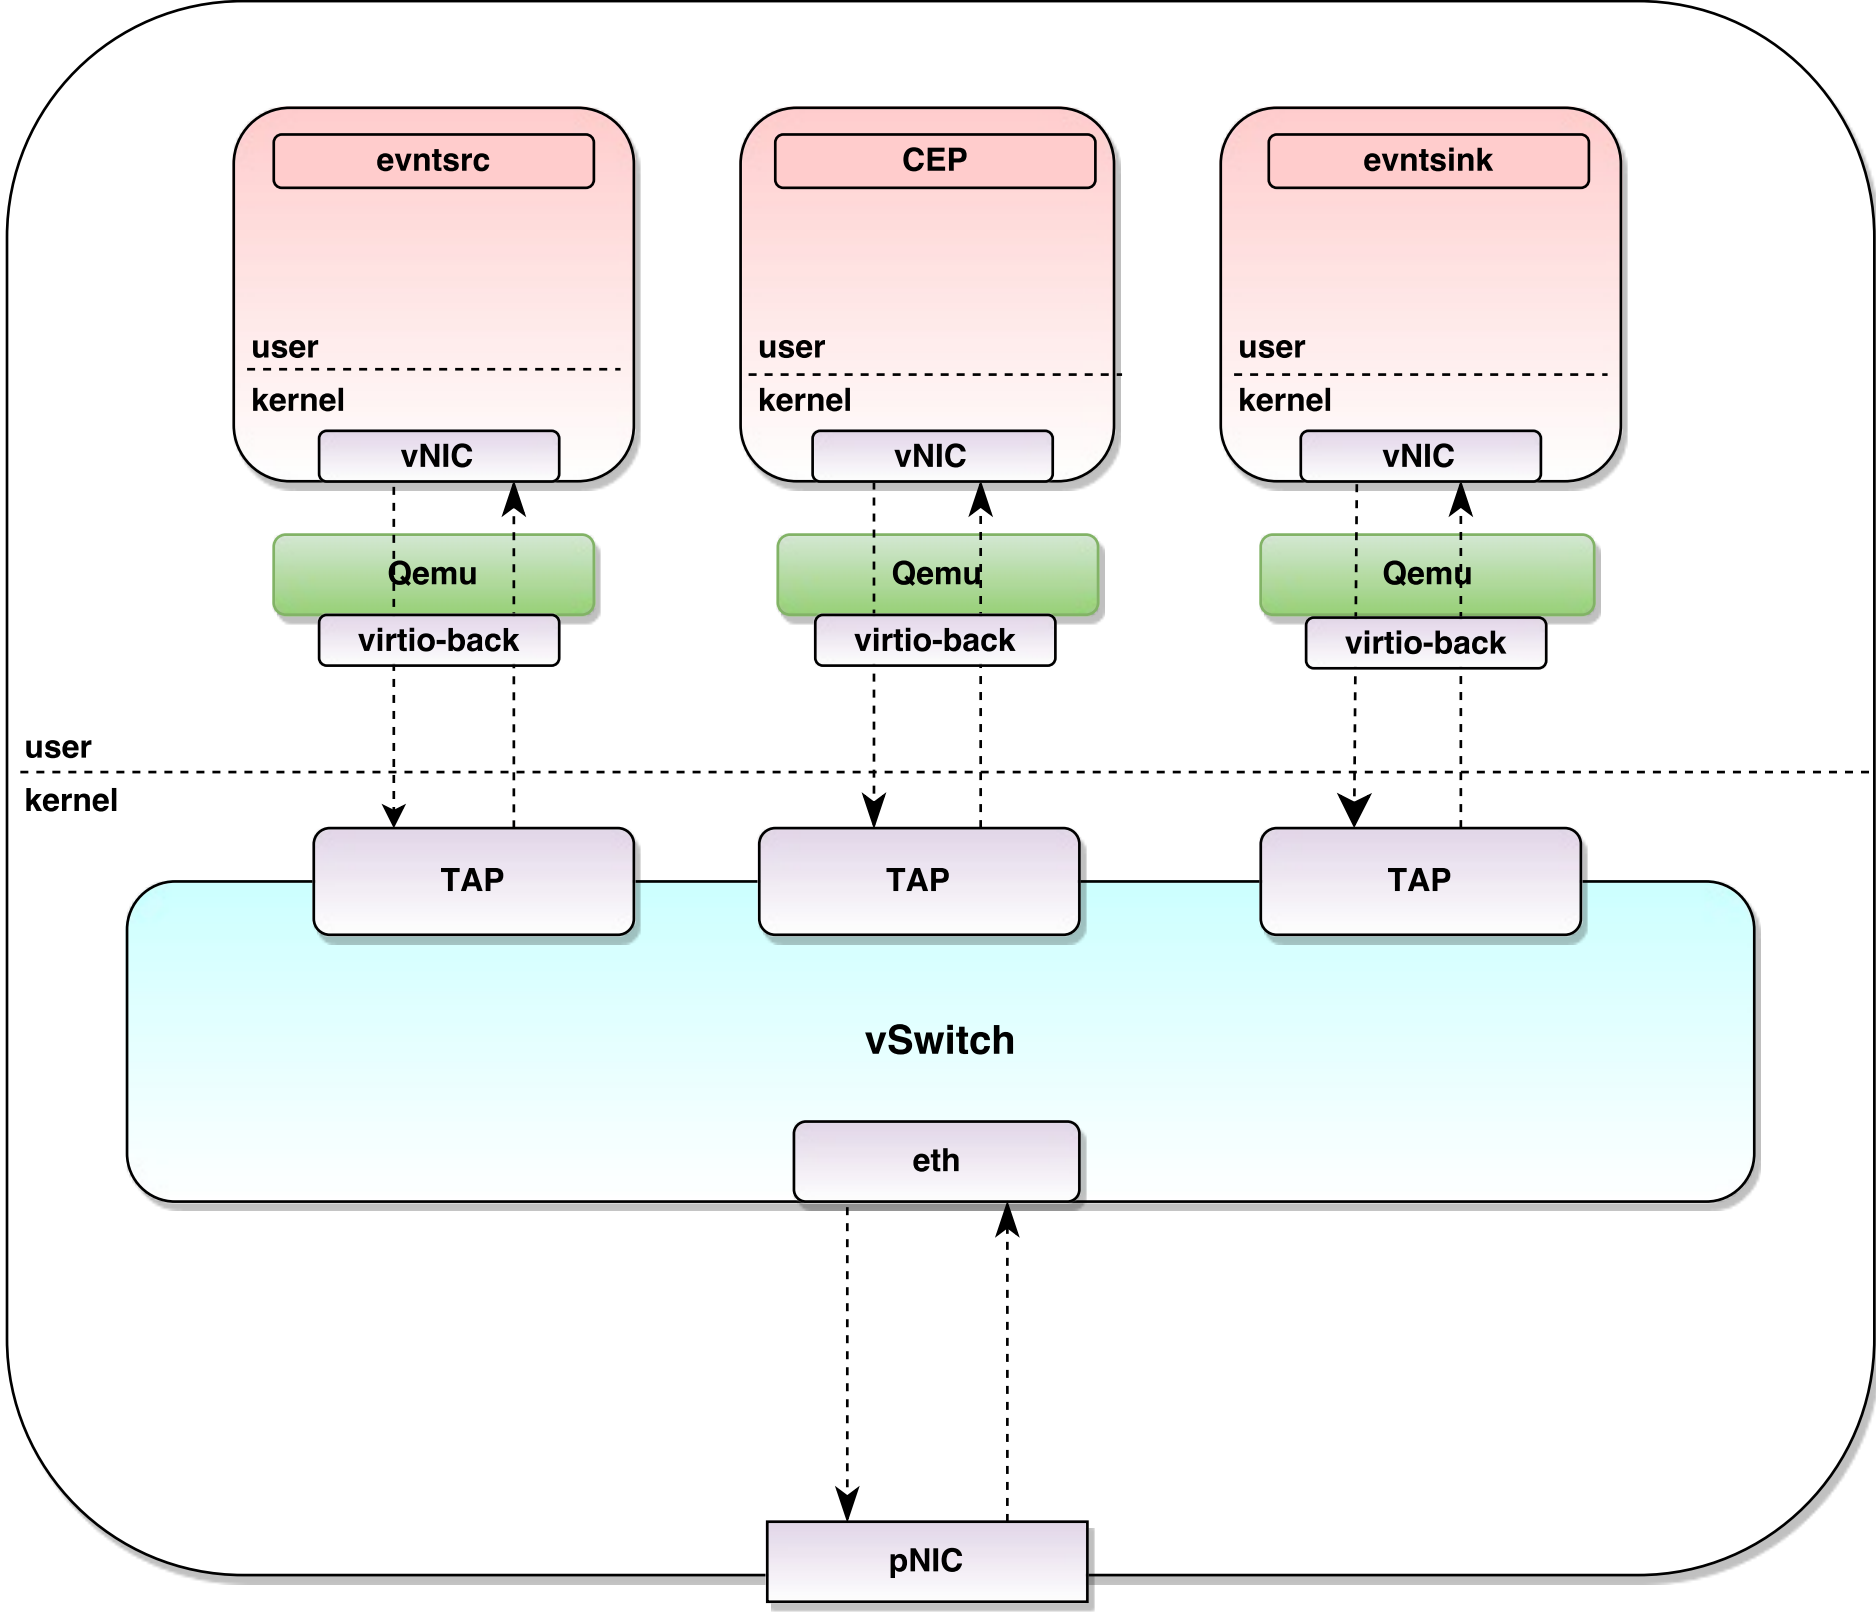 evntsrc
CEP
evntsink
user
user
user
kernel
kernel
kernel
vNIC
vNIC
vNIC
Qemu
Qemu
Qemu
virtio-back
virtio-back
virtio-back
user
kernel
TAP
TAP
TAP
vSwitch
eth
pNIC